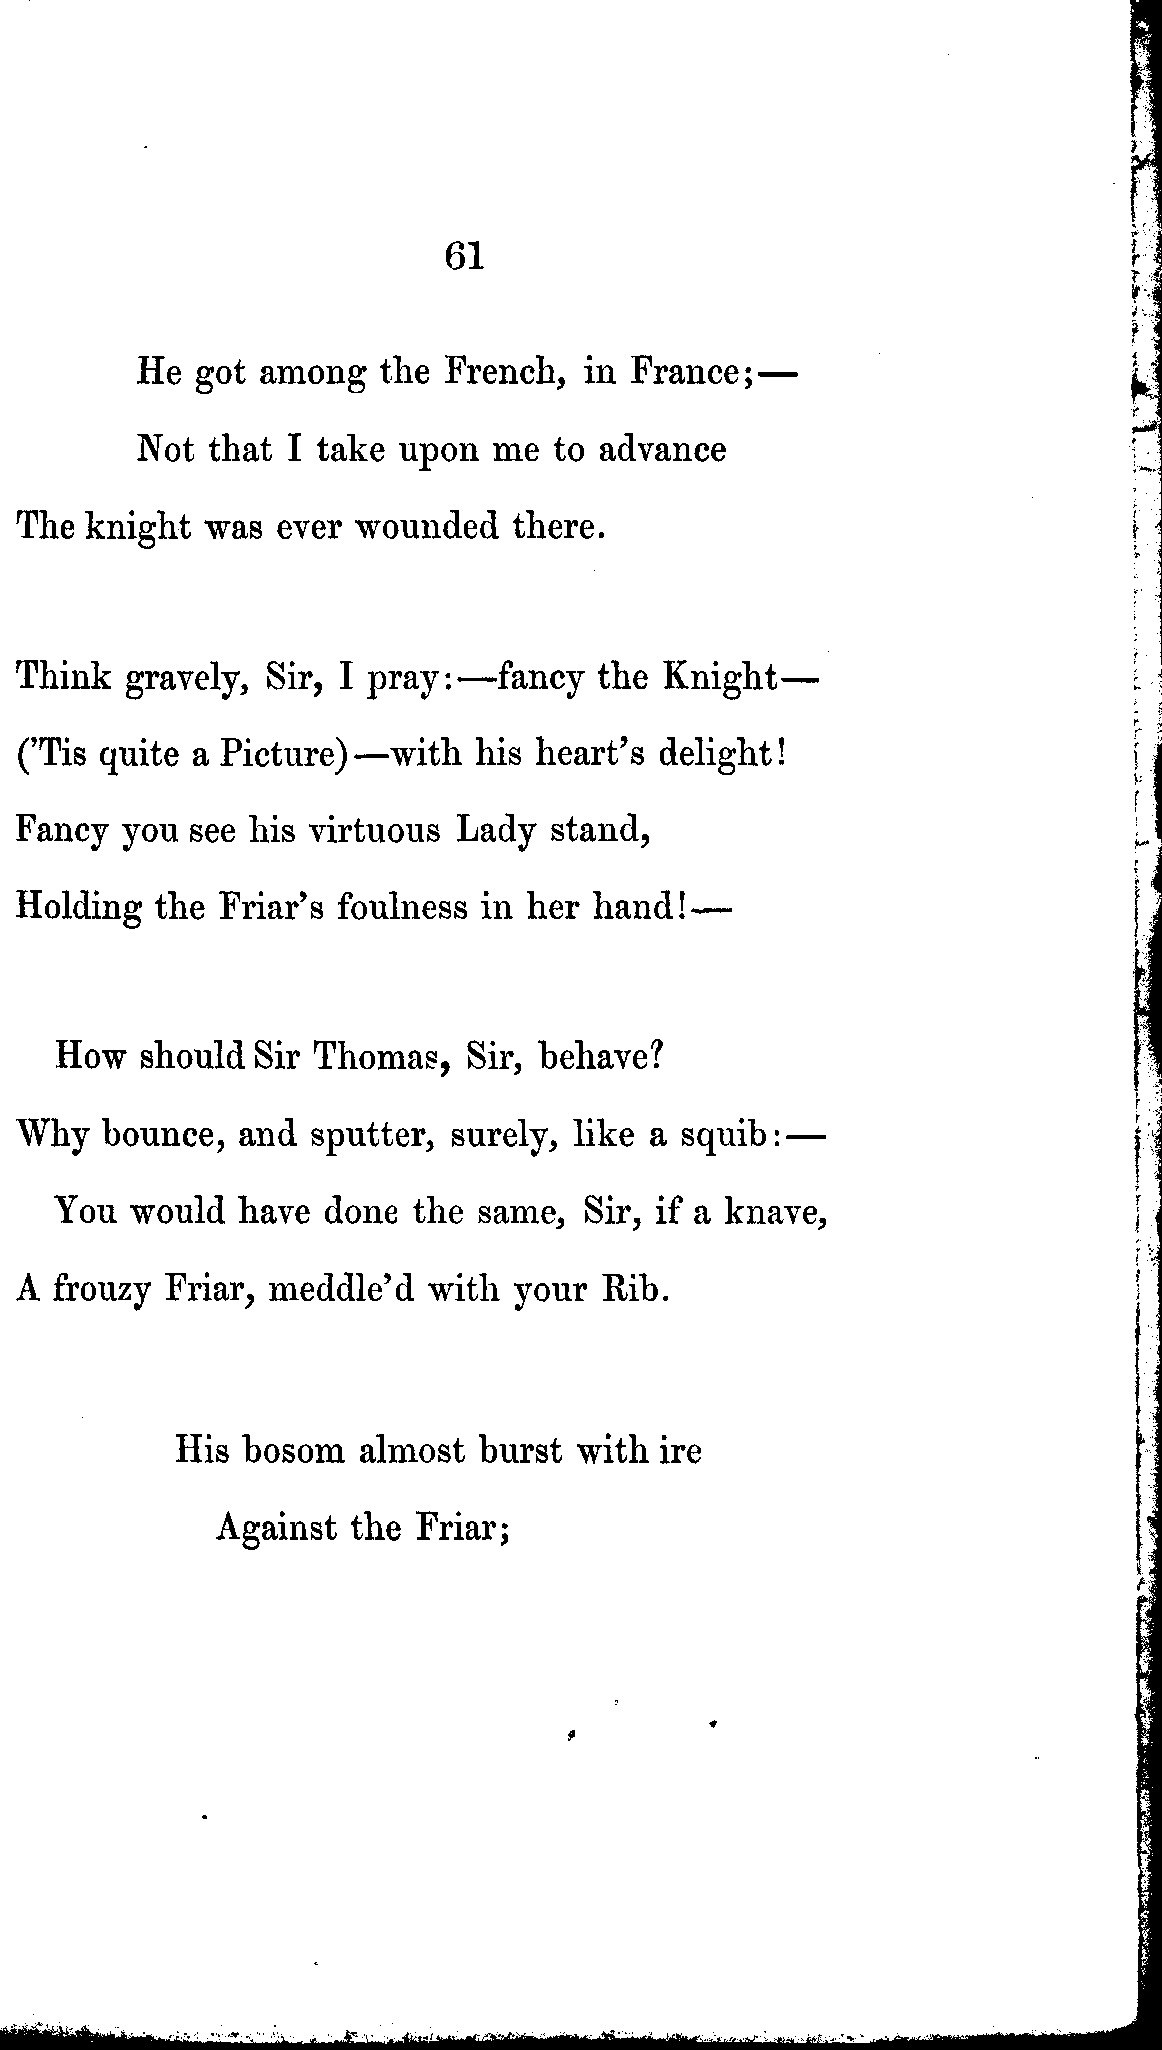 61
He got among the French, in France;—
Not that I take upon me to advance
The knight was ever wounded there.
Think gravely, Sir, I pray:—fancy the Knight—
('Tis quite a Picture)—with his heart's delight!
Fancy you see his virtuous Lady stand,
Holding the Friar's foulness in her hand!—
How should Sir Thomas, Sir, behave?
Why bounce, and sputter, surely, like a squib:—
You would have done the same, Sir, if a knave,
A frouzy Friar, meddle'd with your Rib.
His bosom almost burst with ire
Against the Friar;